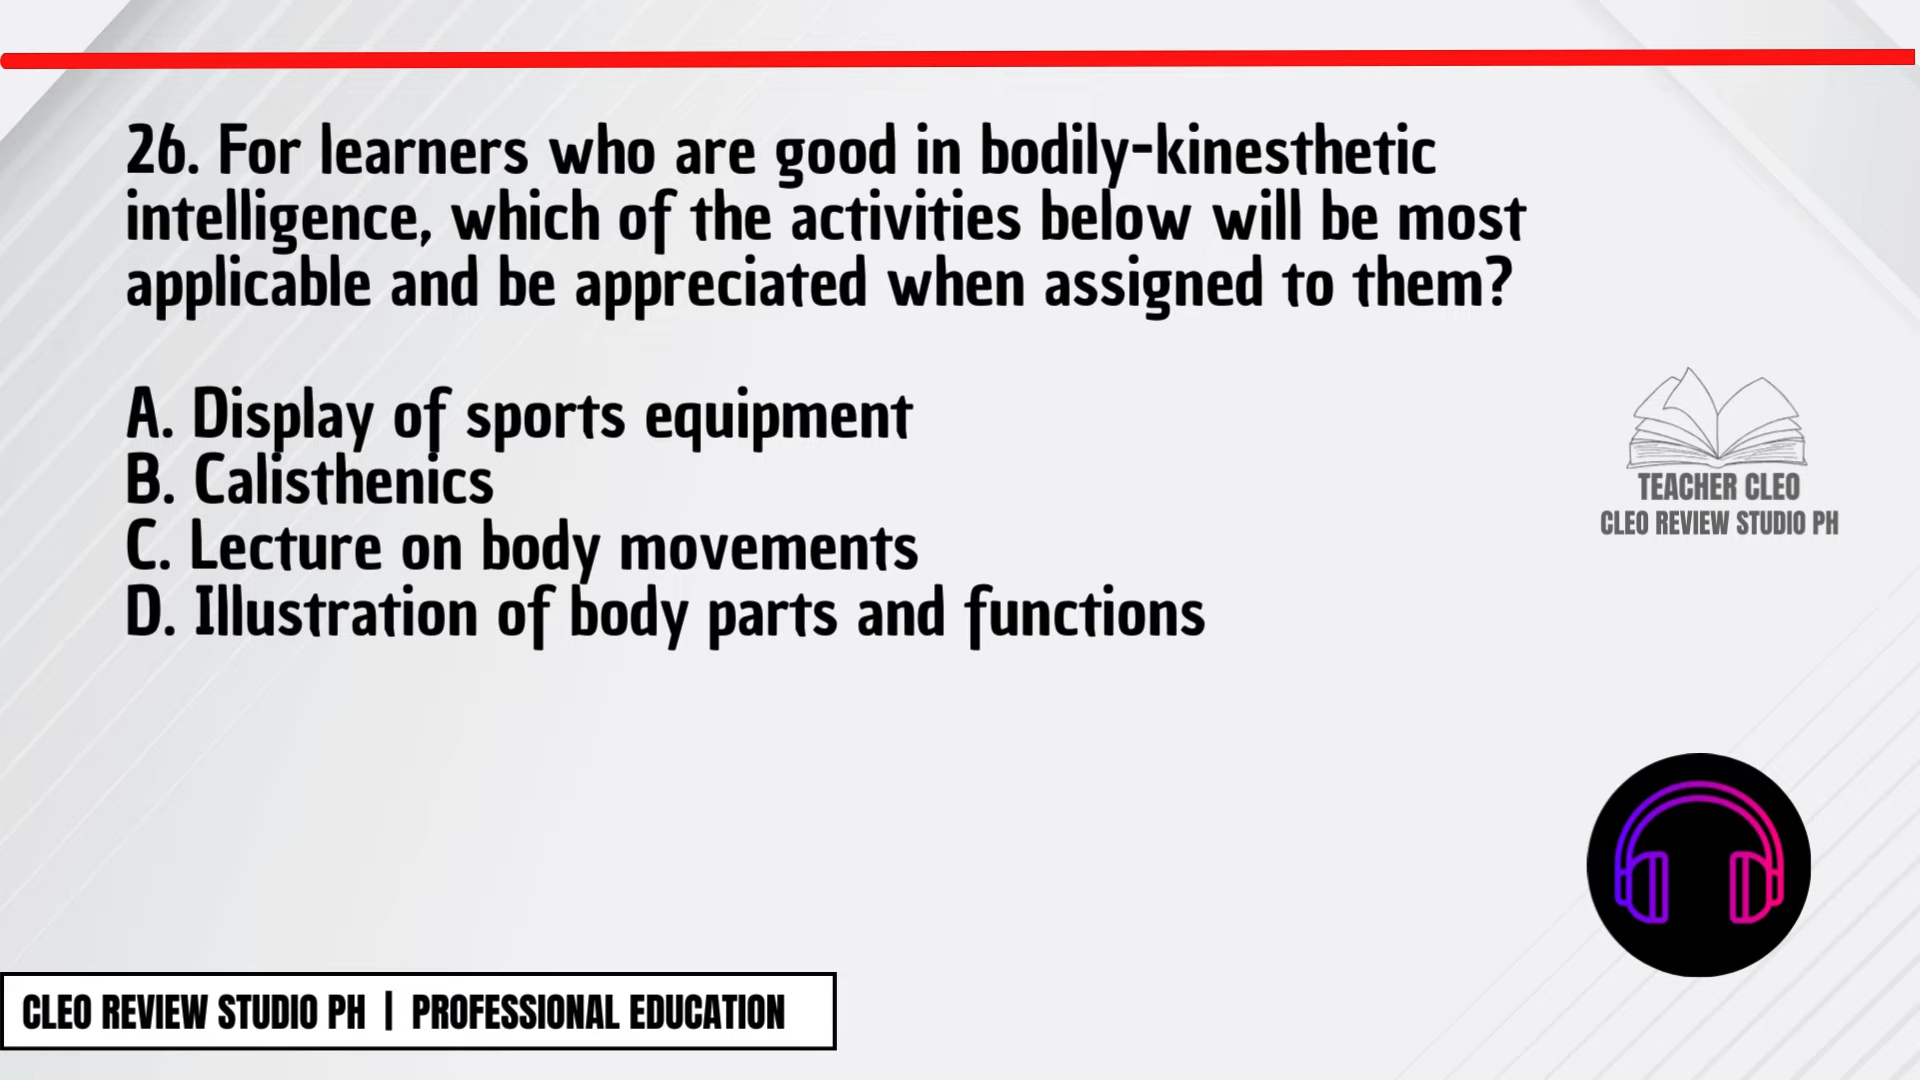 26. For learners who are good in bodily-kinesthetic
intelligence, which of the activities below will be most
applicable and be appreciated when assigned to them?
A. Display of sports equipment
B. Calisthenics
C. Lecture on body movements
D. Illustration of body parts and functions
TEACHER CLEO
CLEO REVIEW STUDIO PH
CLEO REVIEW STUDIO PH | PROFESSIONAL EDUCATION